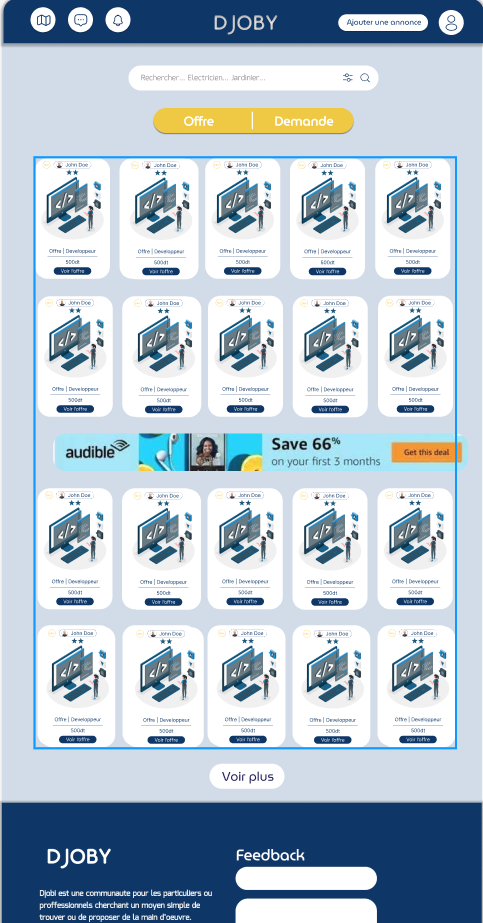 DJOBY
Ajouter une annonce
Rechercher... Electricien... Jardinier...
Offre | Demande
John Doe John Doe John Doe John Doe John Doe
</>  </>  </>  </>  </>
Offre | Developpeur Offre | Developpeur Offre | Developpeur Offre | Developpeur Offre | Developpeur
500dt 500dt 500dt 500dt 500dt
Voir l'offre Voir l'offre Voir l'offre Voir l'offre Voir l'offre
John Doe John Doe John Doe John Doe John Doe
</>  </>  </>  </>  </>
Offre | Developpeur Offre | Developpeur Offre | Developpeur Offre | Developpeur Offre | Developpeur
500dt 500dt 500dt 500dt 500dt
Voir l'offre Voir l'offre Voir l'offre Voir l'offre Voir l'offre
audible
Save 66%
on your first 3 months
Get this deal
John Doe John Doe John Doe John Doe John Doe
</>  </>  </>  </>  </>
Offre | Developpeur Offre | Developpeur Offre | Developpeur Offre | Developpeur Offre | Developpeur
500dt 500dt 500dt 500dt 500dt
Voir l'offre Voir l'offre Voir l'offre Voir l'offre Voir l'offre
John Doe John Doe John Doe John Doe John Doe
</>  </>  </>  </>  </>
Offre | Developpeur Offre | Developpeur Offre | Developpeur Offre | Developpeur Offre | Developpeur
500dt 500dt 500dt 500dt 500dt
Voir l'offre Voir l'offre Voir l'offre Voir l'offre Voir l'offre
Voir plus
DJOBY
Feedback
Djobi est une communaute pour les particuliers ou
proffessionnels cherchant un moyen simple de
trouver ou de proposer de la main d'oeuvre.